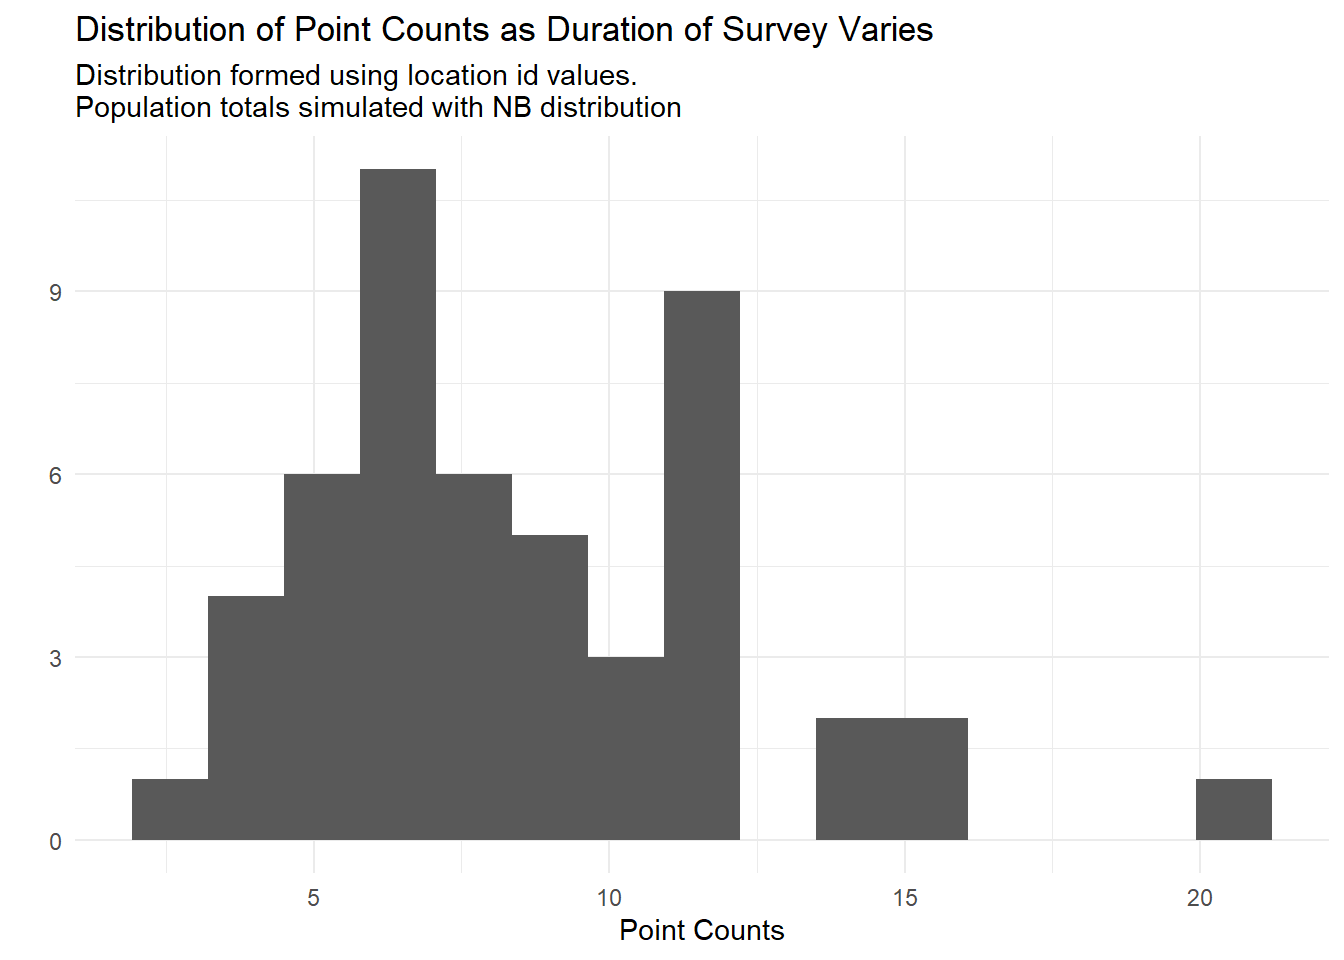 Distribution of Point Counts as Duration of Survey Varies
Distribution formed using location id values.
Population totals simulated with NB distribution
9
6
3
0
5 10 15 20
Point Counts